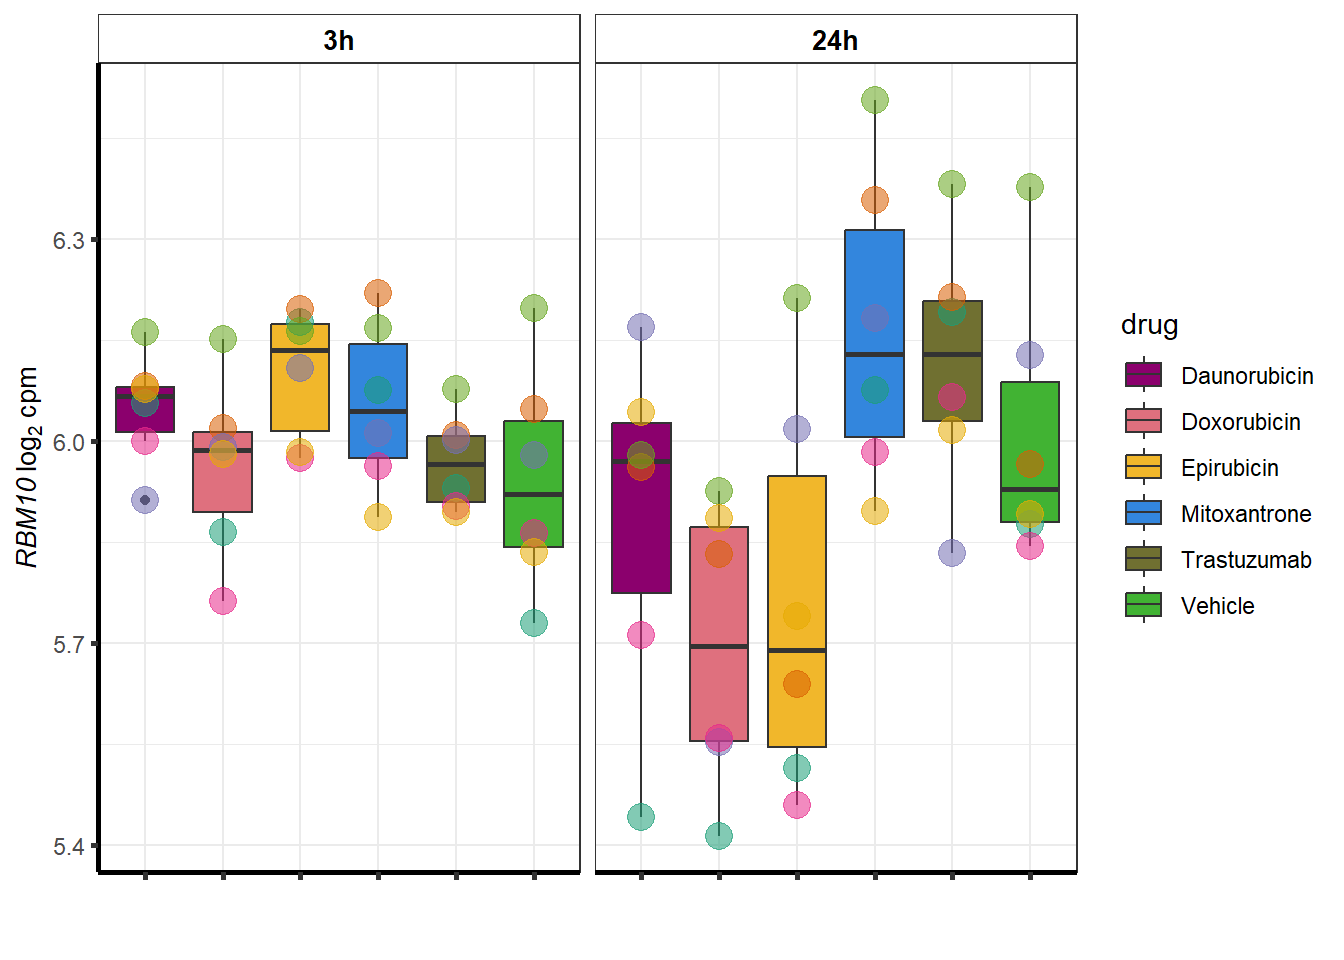 3h
24h
RBM10 log2 cpm
6.3
6.0
5.7
5.4
drug
Daunorubicin
Doxorubicin
Epirubicin
Mitoxantrone
Trastuzumab
Vehicle